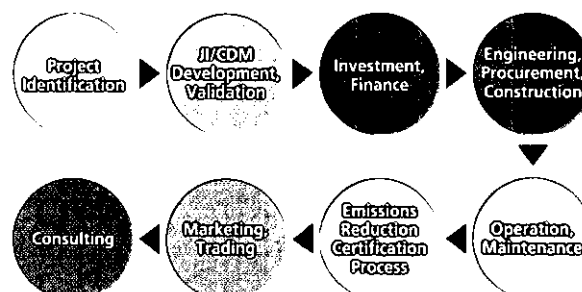 Project
Identification
JI/CDM
Development,
Validation
Investment,
Finance
Engineering,
Procurement,
Construction
Operation,
Maintenance
Emissions
Reduction
Certification
Process
Marketing,
Trading
Consulting